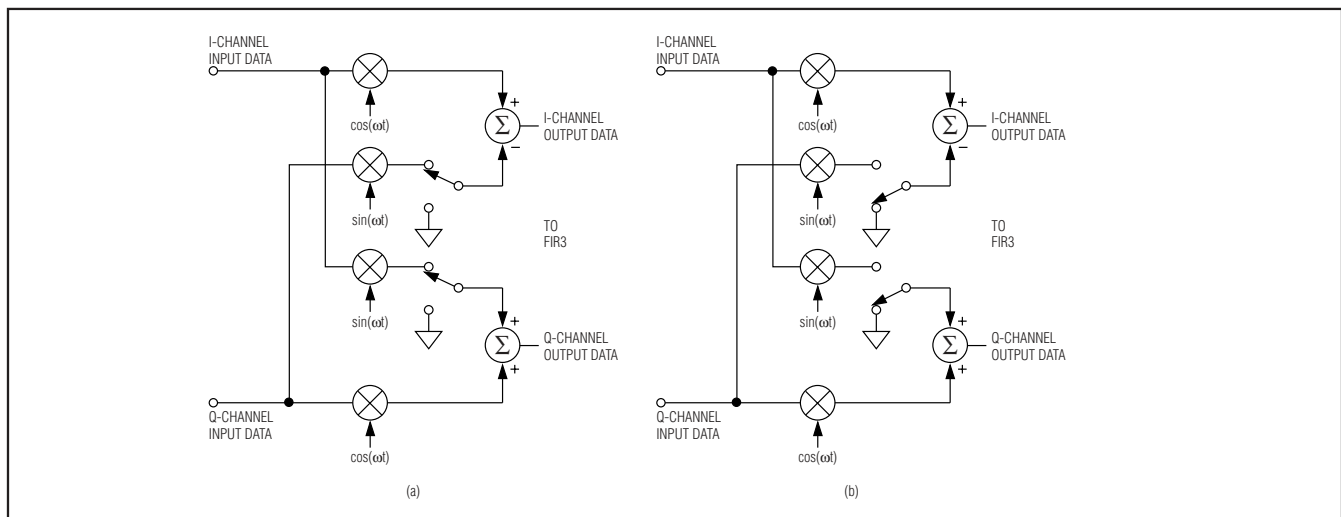 I-CHANNEL
INPUT DATA
cos(ωt)
+
Σ
−
I-CHANNEL
OUTPUT DATA
sin(ωt)
TO
FIR3
sin(ωt)
+
Σ
+
Q-CHANNEL
OUTPUT DATA
Q-CHANNEL
INPUT DATA
cos(ωt)
(a)
I-CHANNEL
INPUT DATA
cos(ωt)
+
Σ
−
I-CHANNEL
OUTPUT DATA
sin(ωt)
TO
FIR3
sin(ωt)
+
Σ
+
Q-CHANNEL
OUTPUT DATA
Q-CHANNEL
INPUT DATA
cos(ωt)
(b)